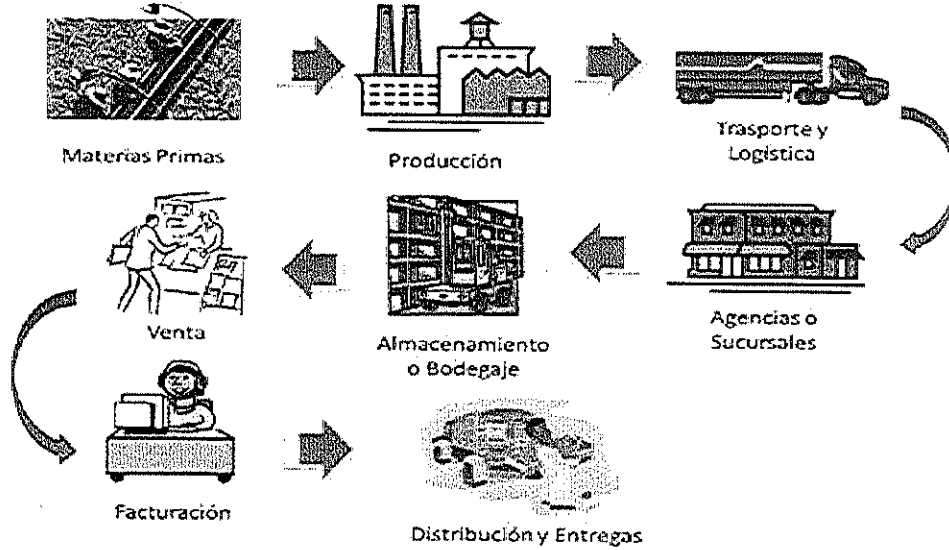 Materias Primas
Producción
Trasporte y
Logística
Agencias o
Sucursales
Almacenamiento
o Bodegaje
Venta
Facturación
Distribución y Entregas